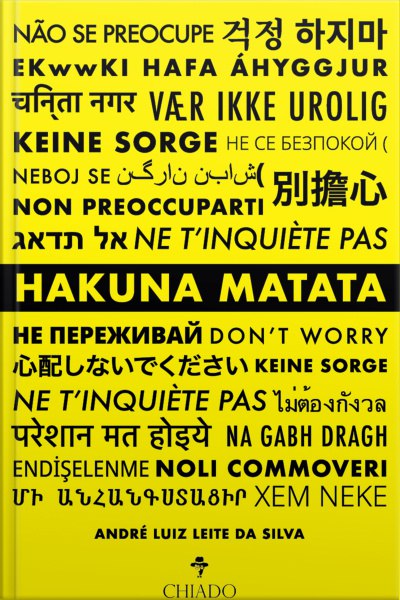 NÃO SE PREOCUPE 걱정 하지마
EKwwKI HAFA ÁHYGGJUR
चनि्ता नगर VÆR IKKE UROLIG
KEINE SORGE НЕ СЕ БЕЗПОКОЙ (
NEBOJ SE (شابن نارگن
別擔心
NON PREOCCUPARTI
אל תדאג NE T'INQUIÈTE PAS
HAKUNA MATATA
НЕ ПЕРЕЖИВАЙ DON'T WORRY
心配しないでください KEINE SORGE
NE T'INQUIÈTE PAS ไม่ต้องกังวล
परेशान मत होइये NA GABH DRAGH
ENDİŞELENME NOLI COMMOVERI
ՄԻ ԱՆՀԱՆԳՍՏԱՑԻՐ XEM NEKE
ANDRÉ LUIZ LEITE DA SILVA
CHIADO